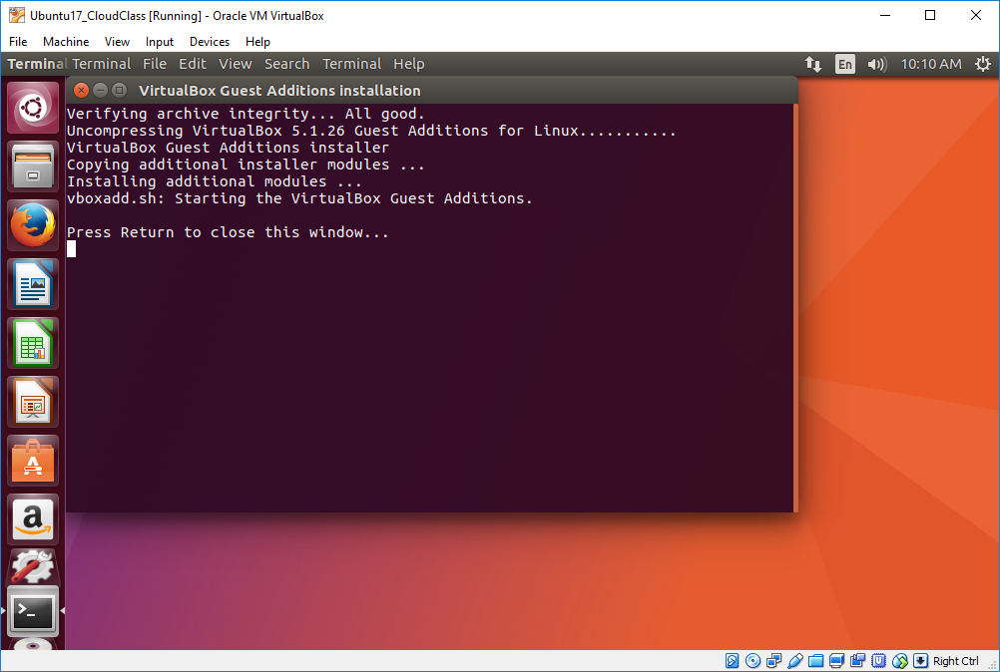 Ubuntu17_CloudClass [Running] - Oracle VM VirtualBox
File Machine View Input Devices Help
Terminal Terminal File Edit View Search Terminal Help En 10:10 AM
VirtualBox Guest Additions installation
Verifying archive integrity... All good.
Uncompressing VirtualBox 5.1.26 Guest Additions for Linux...........
VirtualBox Guest Additions installer
Copying additional installer modules ...
Installing additional modules ...
vboxadd.sh: Starting the VirtualBox Guest Additions.
Press Return to close this window...
A
a
>_
Right Ctrl